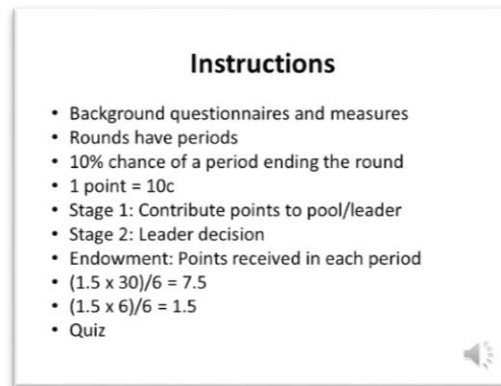 Instructions
• Background questionnaires and measures
• Rounds have periods
• 10% chance of a period ending the round
• 1 point = 10c
• Stage 1: Contribute points to pool/leader
• Stage 2: Leader decision
• Endowment: Points received in each period
• (1.5 x 30)/6 = 7.5
• (1.5 x 6)/6 = 1.5
• Quiz